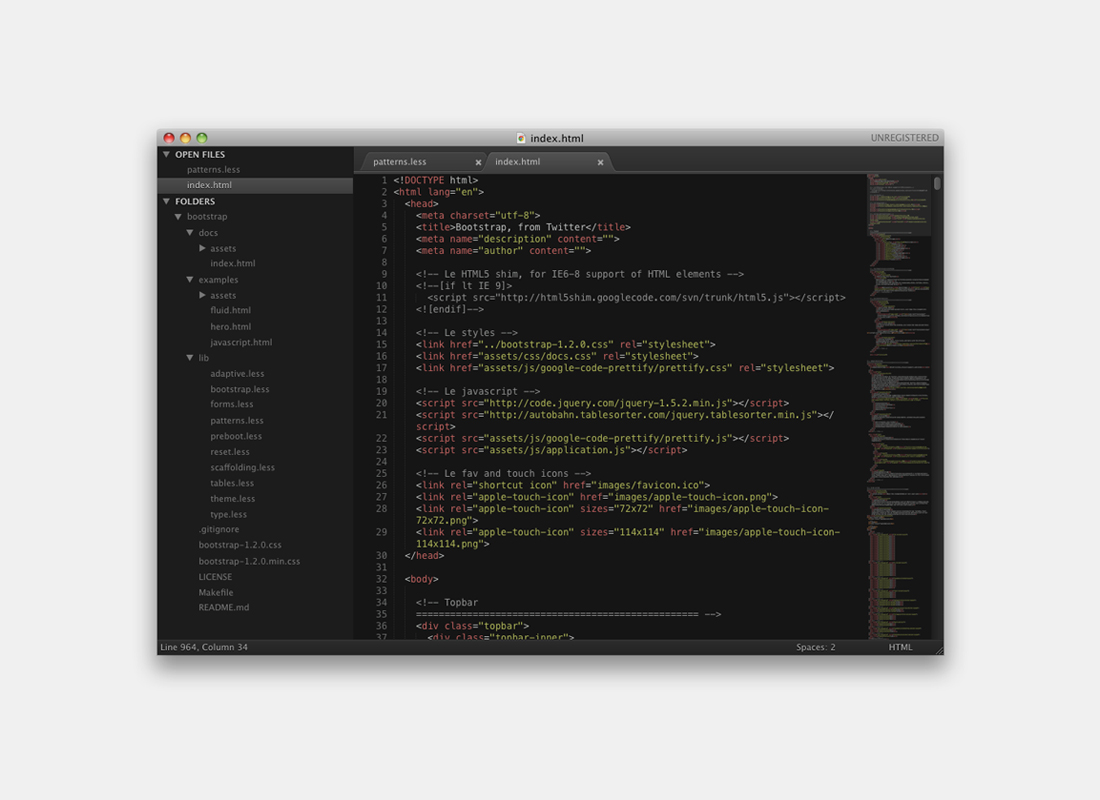 index.html
UNREGISTERED
OPEN FILES
patterns.less
index.html
FOLDERS
bootstrap
docs
assets
index.html
examples
assets
fluid.html
hero.html
javascript.html
lib
adaptive.less
bootstrap.less
forms.less
patterns.less
preboot.less
reset.less
scaffolding.less
tables.less
theme.less
type.less
.gitignore
bootstrap-1.2.0.css
bootstrap-1.2.0.min.css
LICENSE
Makefile
README.md
patterns.less
index.html
1 <!DOCTYPE html>
2 <html lang="en">
3 <head>
4 <meta charset="utf-8">
5 <title>Bootstrap, from Twitter</title>
6 <meta name="description" content="">
7 <meta name="author" content="">
8
9 <!-- Le HTML5 shim, for IE6-8 support of HTML elements -->
10 <!--[if lt IE 9]>
11 <script src="http://html5shim.googlecode.com/svn/trunk/html5.js"></script>
12 <![endif]-->
13
14 <!-- Le styles -->
15 <link href="../bootstrap-1.2.0.css" rel="stylesheet">
16 <link href="assets/css/docs.css" rel="stylesheet">
17 <link href="assets/js/google-code-prettify/prettify.css" rel="stylesheet">
18
19 <!-- Le javascript -->
20 <script src="http://code.jquery.com/jquery-1.5.2.min.js"></script>
21 <script src="http://autobahn.tablesorter.com/jquery.tablesorter.min.js"></
script>
22 <script src="assets/js/google-code-prettify/prettify.js"></script>
23 <script src="assets/js/application.js"></script>
24
25 <!-- Le fav and touch icons -->
26 <link rel="shortcut icon" href="images/favicon.ico">
27 <link rel="apple-touch-icon" href="images/apple-touch-icon.png">
28 <link rel="apple-touch-icon" sizes="72x72" href="images/apple-touch-icon-
72x72.png">
29 <link rel="apple-touch-icon" sizes="114x114" href="images/apple-touch-icon-
114x114.png">
30 </head>
31
32 <body>
33
34 <!-- Topbar
35 ================================================== -->
36 <div class="topbar">
37 <div class="topbar-inner">
Line 964, Column 34
Spaces: 2
HTML